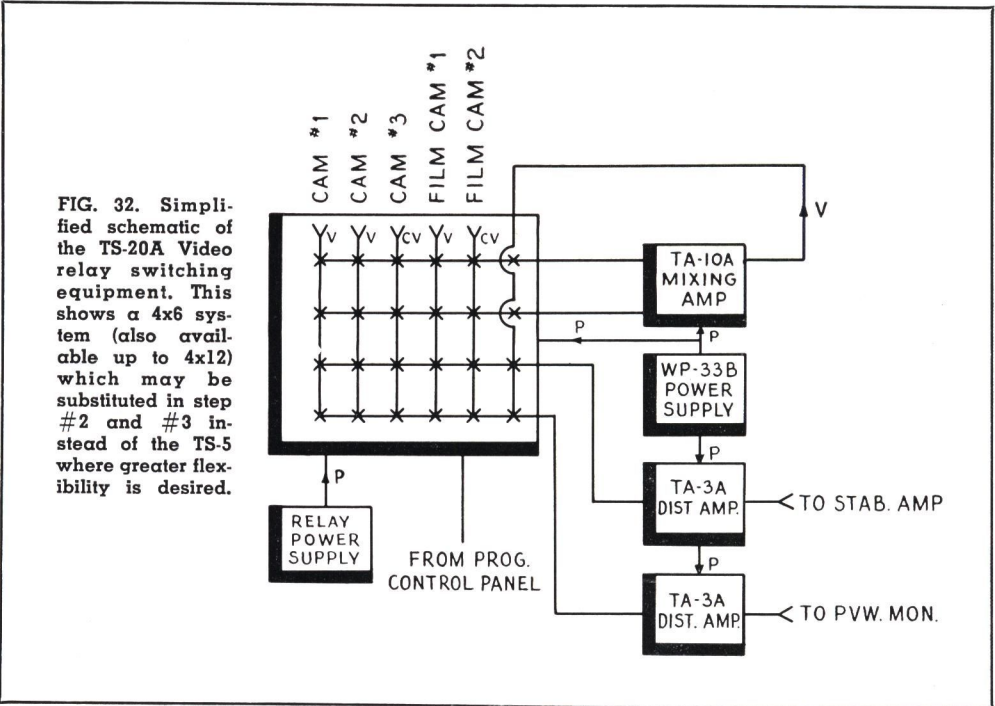 FIG. 32. Simpli-
fied schematic of
the TS-20A Video
relay switching
equipment. This
shows a 4x6 sys-
tem (also avail-
able up to 4x12)
which may be
substituted in step
#2 and #3 in-
stead of the TS-5
where greater flex-
ibility is desired.
CAM #1
CAM #2
CAM #3
FILM CAM #1
FILM CAM #2
V
V
CV
V
CV
V
TA-10A
MIXING
AMP
P
P
WP-33B
POWER
SUPPLY
P
TA-3A
DIST AMP.
TO STAB. AMP
P
TA-3A
DIST. AMP.
TO PVW. MON.
P
RELAY
POWER
SUPPLY
FROM PROG.
CONTROL PANEL